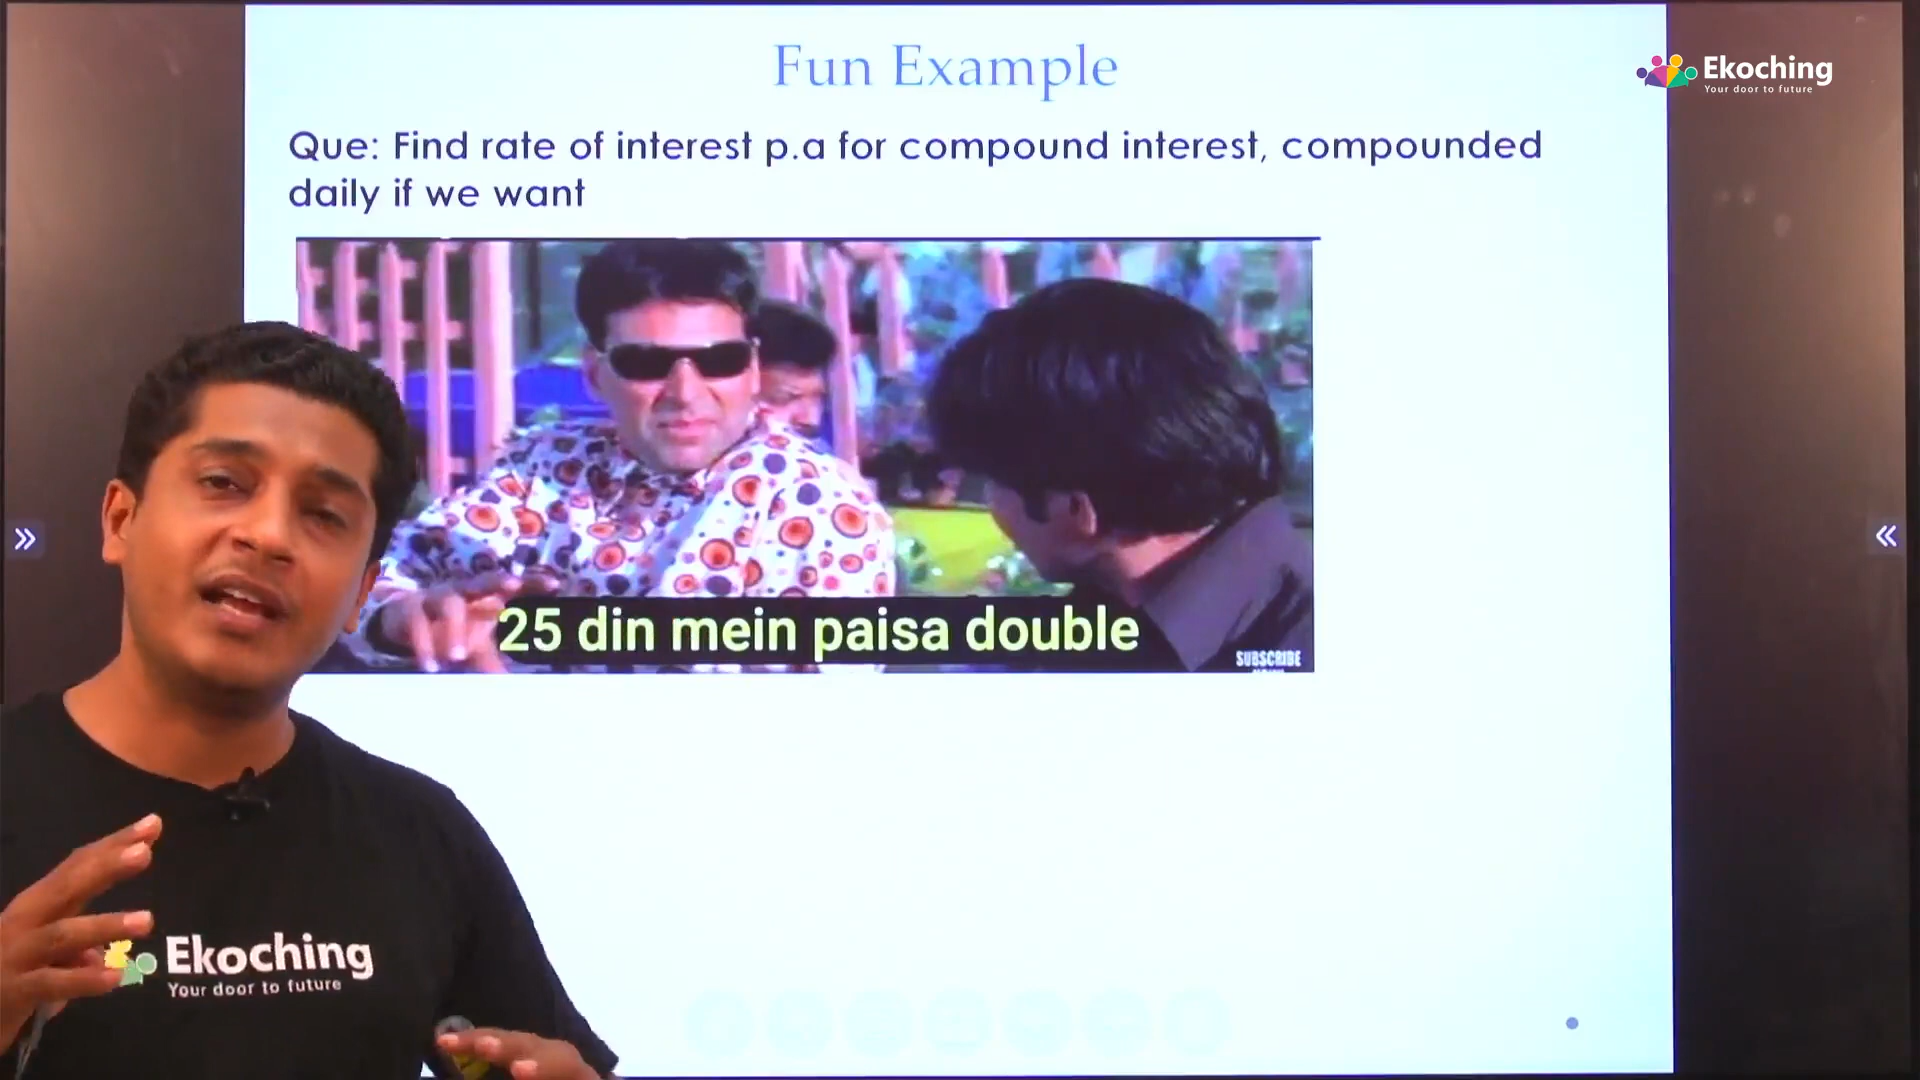 Fun Example
Ekoching
Your door to future
Que: Find rate of interest p.a for compound interest, compounded
daily if we want
25 din mein paisa double
SUBSCRIBE
Ekoching
Your door to future